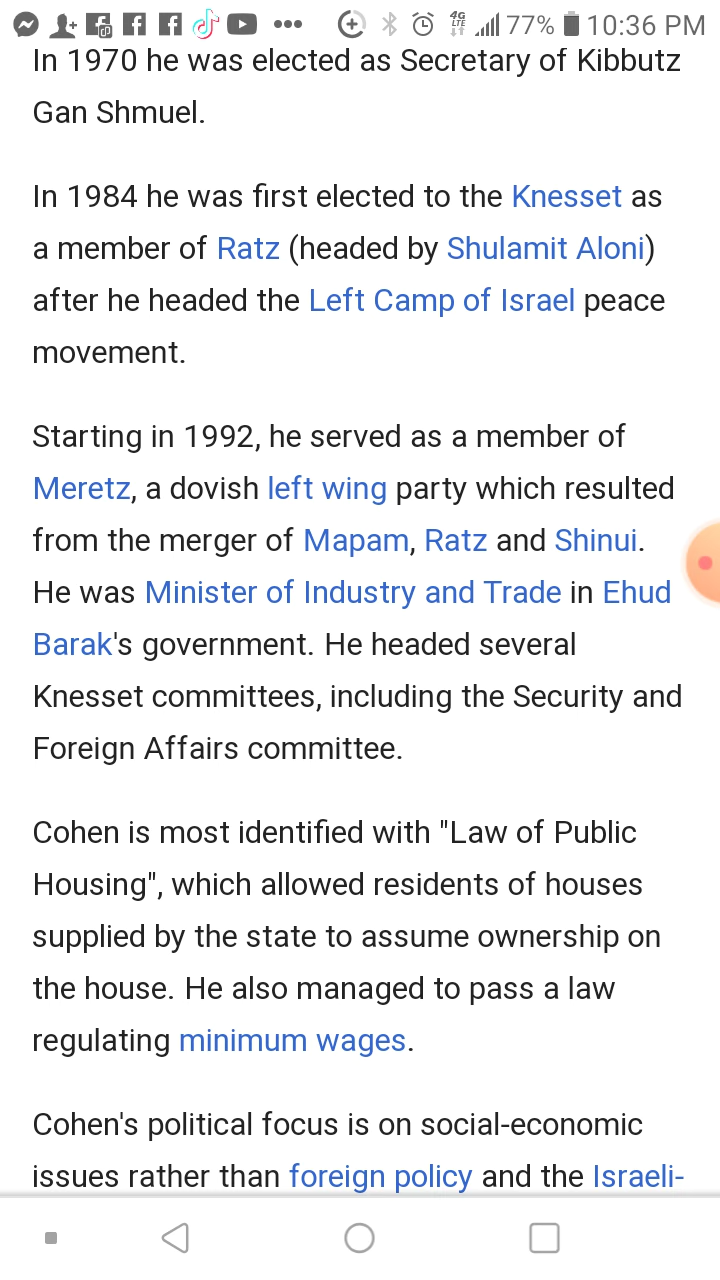 4G
LTE
77%
10:36 PM
In 1970 he was elected as Secretary of Kibbutz
Gan Shmuel.
In 1984 he was first elected to the Knesset as
a member of Ratz (headed by Shulamit Aloni)
after he headed the Left Camp of Israel peace
movement.
Starting in 1992, he served as a member of
Meretz, a dovish left wing party which resulted
from the merger of Mapam, Ratz and Shinui.
He was Minister of Industry and Trade in Ehud
Barak's government. He headed several
Knesset committees, including the Security and
Foreign Affairs committee.
Cohen is most identified with "Law of Public
Housing", which allowed residents of houses
supplied by the state to assume ownership on
the house. He also managed to pass a law
regulating minimum wages.
Cohen's political focus is on social-economic
issues rather than foreign policy and the Israeli-